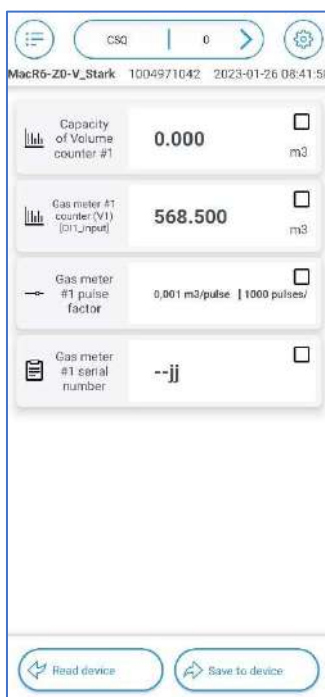 CSQ | 0
MacR6-Z0-V_Stark 1004971042 2023-01-26 08:41:58
Capacity
of Volume
counter #1
0.000
m3
Gas meter #1
counter (V1)
[DI1_input]
568.500
m3
Gas meter
#1 pulse
factor
0,001 m3/pulse | 1000 pulses/
Gas meter
#1 serial
number
--jj
Read device
Save to device